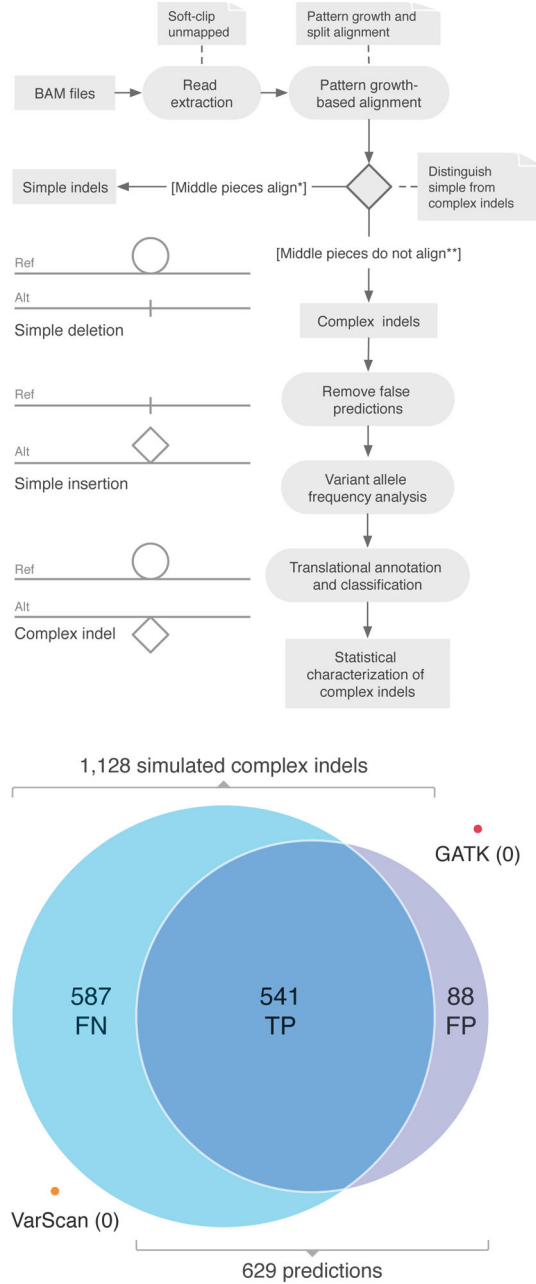 Soft-clip
unmapped
Pattern growth and
split alignment
BAM files
Read
extraction
Pattern growth-
based alignment
Simple indels
[Middle pieces align*]
Distinguish
simple from
complex indels
[Middle pieces do not align**]
Ref
Alt
Simple deletion
Complex indels
Remove false
predictions
Ref
Alt
Simple insertion
Variant allele
frequency analysis
Ref
Alt
Complex indel
Translational annotation
and classification
Statistical
characterization of
complex indels
1,128 simulated complex indels
GATK (0)
587
FN
541
TP
88
FP
VarScan (0)
629 predictions